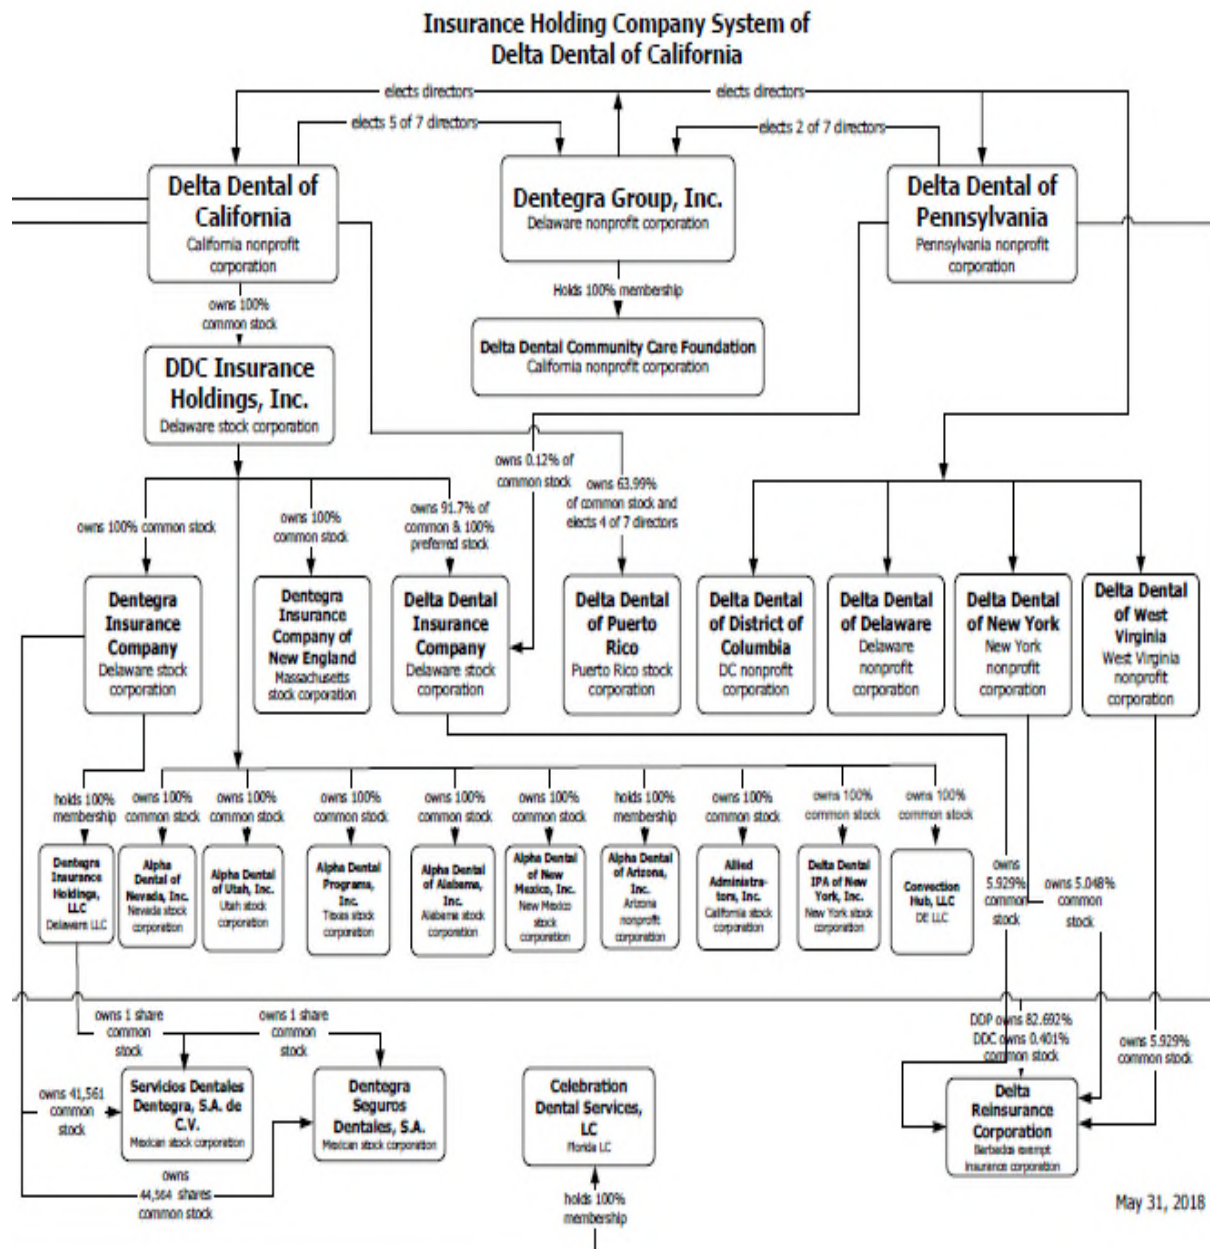 Insurance Holding Company System of
Delta Dental of California
elects directors
elects directors
elects 5 of 7 directors
elects 2 of 7 directors
Delta Dental of
California
California nonprofit
corporation
Dentegra Group, Inc.
Delaware nonprofit corporation
Delta Dental of
Pennsylvania
Pennsylvania nonprofit
corporation
owns 100%
common stock
Holds 100% membership
Delta Dental Community Care Foundation
California nonprofit corporation
DDC Insurance
Holdings, Inc.
Delaware stock corporation
owns 0.12% of
common stock
owns 63.99%
of common stock and
elects 4 of 7 directors
owns 100% common stock
owns 100%
common stock
owns 91.7% of
common & 100%
preferred stock
Dentegra
Insurance
Company
Delaware stock
corporation
Dentegra
Insurance
Company of
New England
Massachusetts
stock corporation
Delta Dental
Insurance
Company
Delaware stock
corporation
Delta Dental
of Puerto
Rico
Puerto Rico stock
corporation
Delta Dental
of District of
Columbia
DC nonprofit
corporation
Delta Dental
of Delaware
Delaware
nonprofit
corporation
Delta Dental
of New York
New York
nonprofit
corporation
Delta Dental
of West
Virginia
West Virginia
nonprofit
corporation
holds 100%
membership
owns 100%
common stock
owns 100%
common stock
owns 100%
common stock
owns 100%
common stock
owns 100%
common stock
holds 100%
membership
owns 100%
common stock
owns 100%
common stock
owns 100%
common stock
Dentegra
Insurance
Holdings,
LLC
Delaware LLC
Alpha
Dental of
Nevada, Inc.
Nevada stock
corporation
Alpha Dental
of Utah, Inc.
Utah stock
corporation
Alpha Dental
Programs,
Inc.
Texas stock
corporation
Alpha Dental
of Alabama,
Inc.
Alabama stock
corporation
Alpha Dental
of New
Mexico, Inc.
New Mexico
stock
corporation
Alpha Dental
of Arizona,
Inc.
Arizona
nonprofit
corporation
Allied
Administra-
tors, Inc.
California stock
corporation
Delta Dental
IPA of New
York, Inc.
New York stock
corporation
Convection
Hub, LLC
DE LLC
owns
5.929%
common
stock
owns 5.048%
common
stock
owns 1 share
common
stock
owns 1 share
common
stock
DDP owns 82.692%
DDC owns 0.401%
common stock
owns 5.929%
common stock
owns 41,561
common
stock
Servicios Dentales
Dentegra, S.A. de
C.V.
Mexican stock corporation
Dentegra
Seguros
Dentales, S.A.
Mexican stock corporation
Celebration
Dental Services,
LC
Florida LC
Delta
Reinsurance
Corporation
Barbados exempt
Insurance corporation
owns
44,564 shares
common stock
holds 100%
membership
May 31, 2018